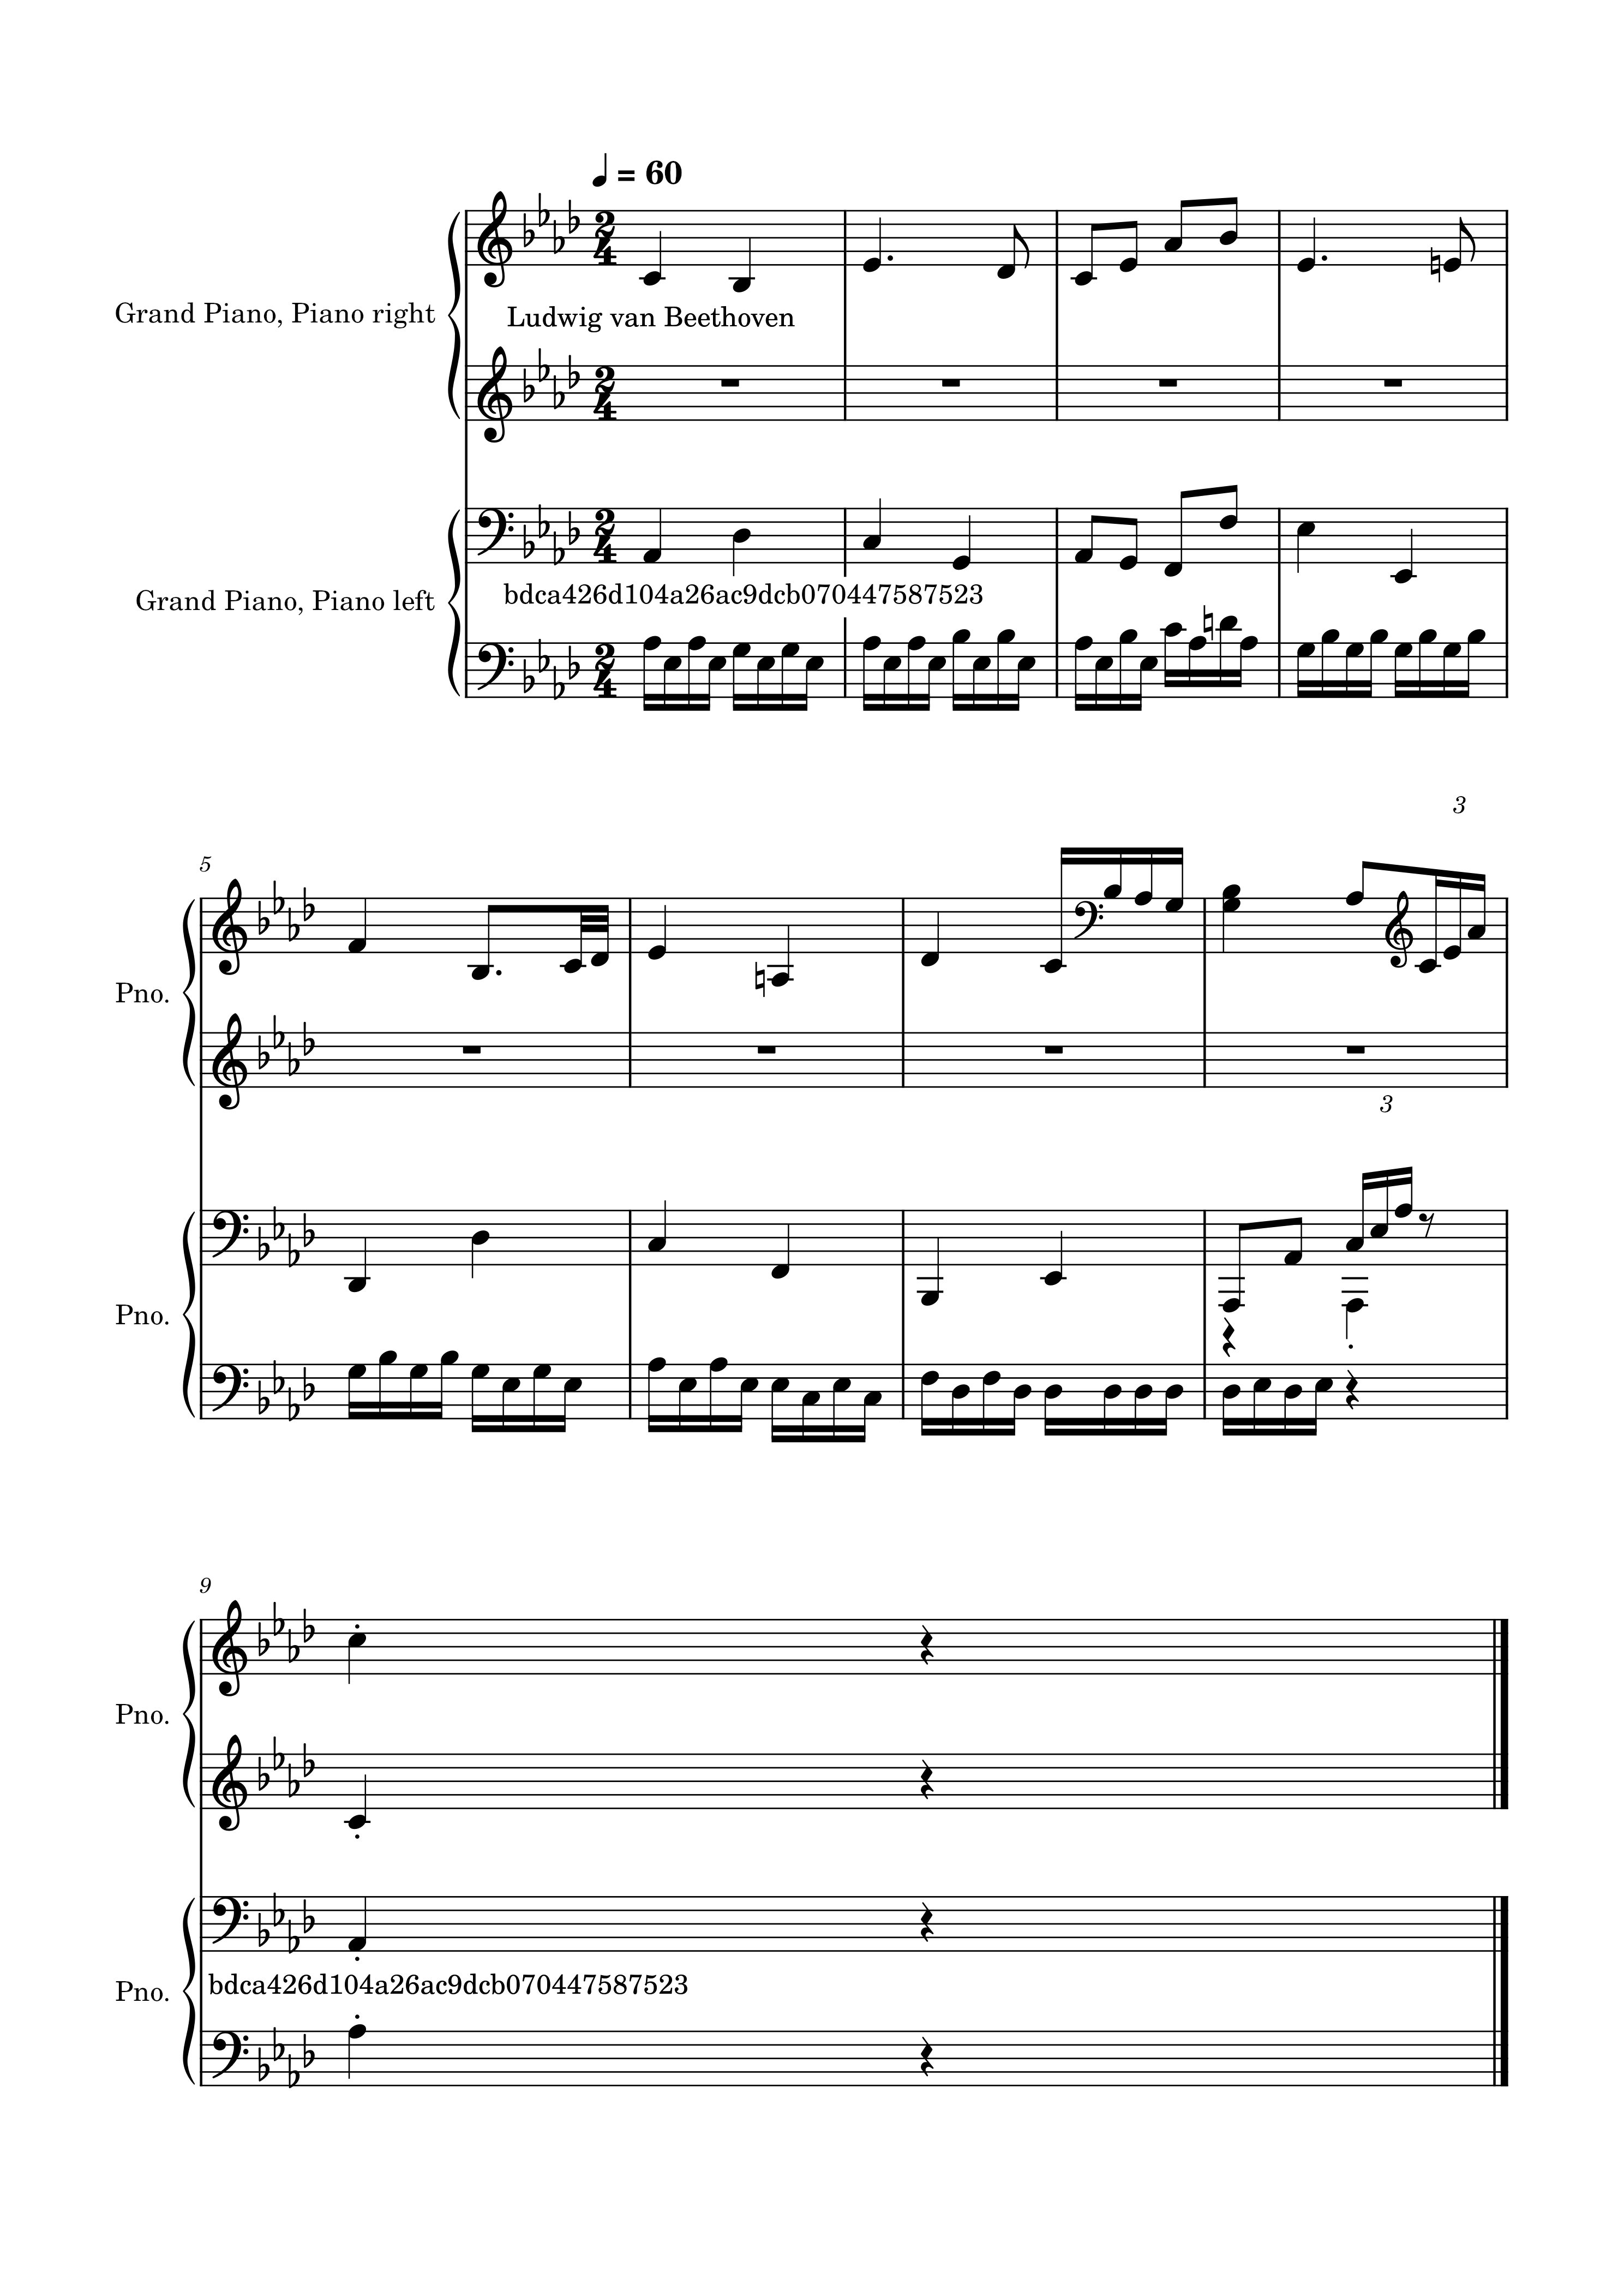 ♩ = 60
Grand Piano, Piano right
Ludwig van Beethoven
Grand Piano, Piano left
bdca426d104a26ac9dcb070447587523
3
5
Pno.
3
Pno.
9
Pno.
Pno.
bdca426d104a26ac9dcb070447587523